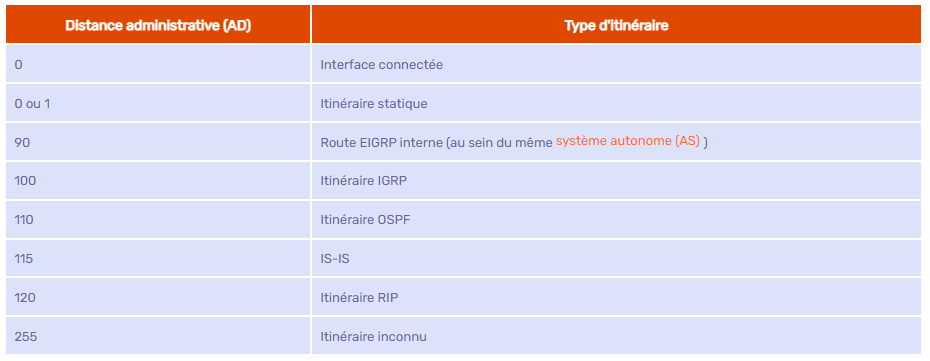 Distance administrative (AD) Type d'itinéraire
0 Interface connectée
0 ou 1 Itinéraire statique
90 Route EIGRP interne (au sein du même système autonome (AS) )
100 Itinéraire IGRP
110 Itinéraire OSPF
115 IS-IS
120 Itinéraire RIP
255 Itinéraire inconnu